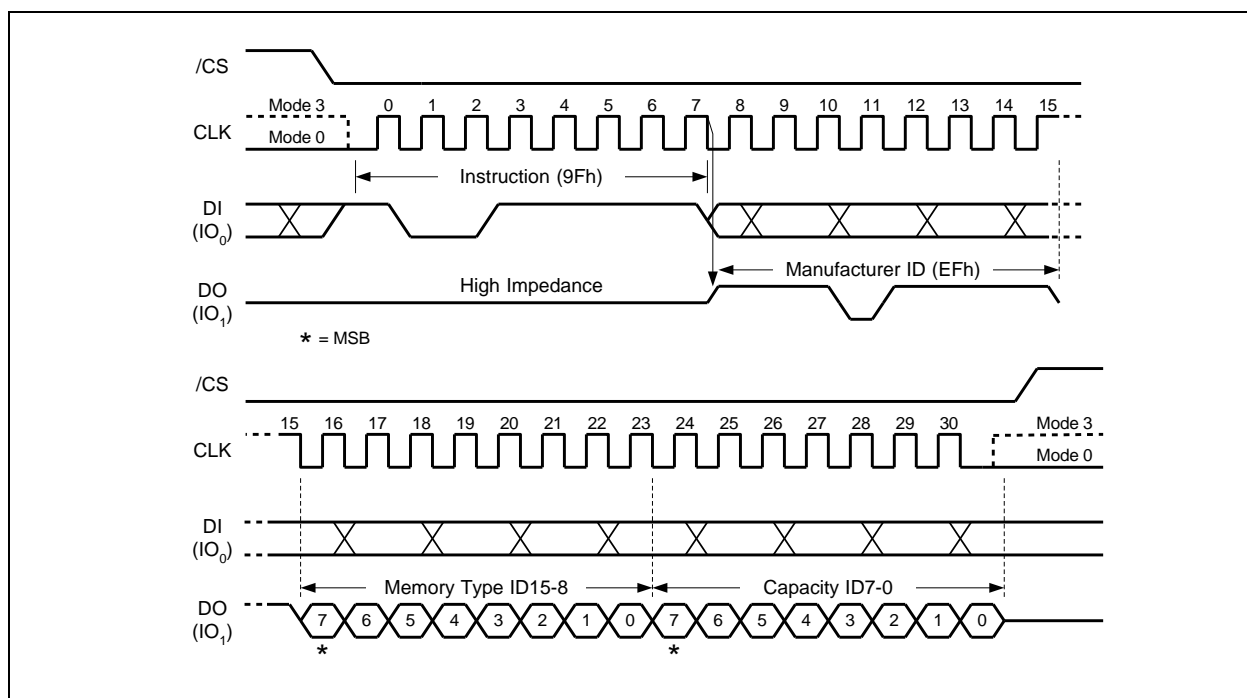 /CS
Mode 3
0 1 2 3 4 5 6 7 8 9 10 11 12 13 14 15
CLK
Mode 0
Instruction (9Fh)
DI
(IO0)
Manufacturer ID (EFh)
DO
(IO1)
High Impedance
* = MSB
/CS
15 16 17 18 19 20 21 22 23 24 25 26 27 28 29 30
Mode 3
CLK
Mode 0
DI
(IO0)
Memory Type ID15-8
Capacity ID7-0
DO
(IO1)
7 6 5 4 3 2 1 0 7 6 5 4 3 2 1 0
* *